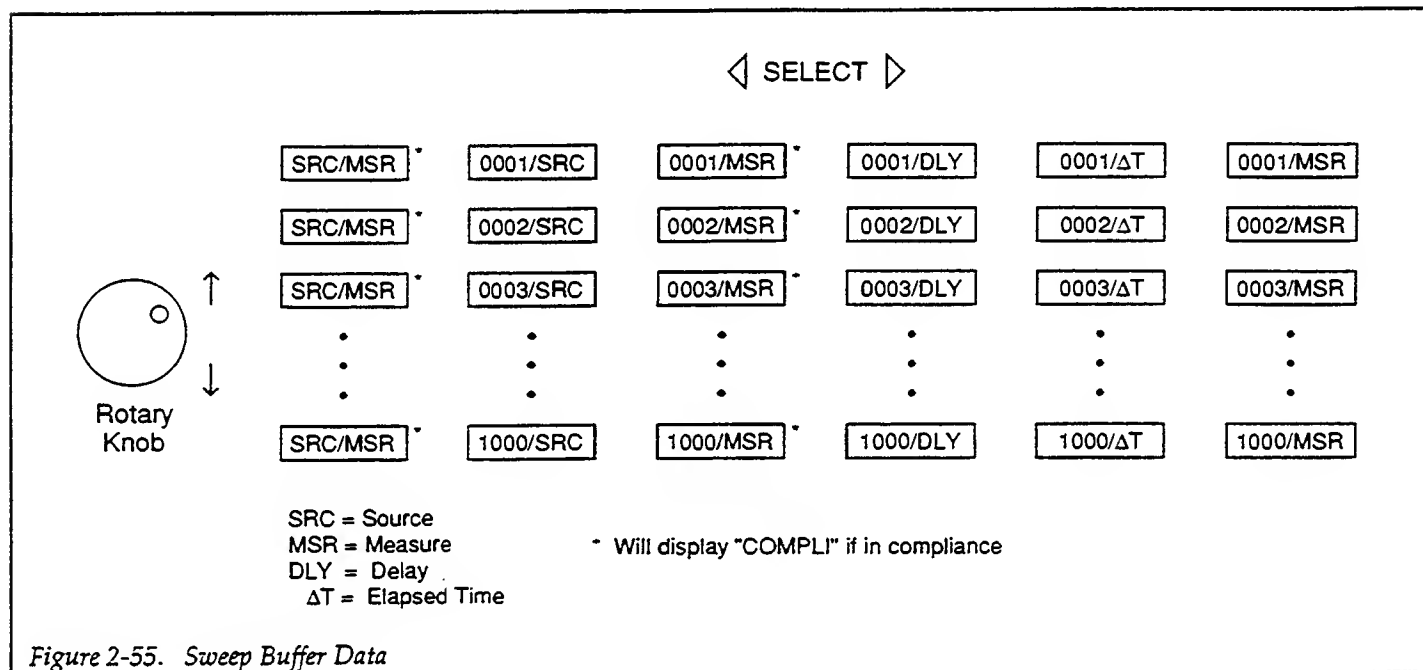 ◁ SELECT ▷
SRC/MSR * 0001/SRC 0001/MSR * 0001/DLY 0001/ΔT 0001/MSR
SRC/MSR * 0002/SRC 0002/MSR * 0002/DLY 0002/ΔT 0002/MSR
SRC/MSR * 0003/SRC 0003/MSR * 0003/DLY 0003/ΔT 0003/MSR
SRC/MSR * 1000/SRC 1000/MSR * 1000/DLY 1000/ΔT 1000/MSR
Rotary
Knob
SRC = Source
MSR = Measure
DLY = Delay
ΔT = Elapsed Time
* Will display "COMPLI" if in compliance
Figure 2-55. Sweep Buffer Data